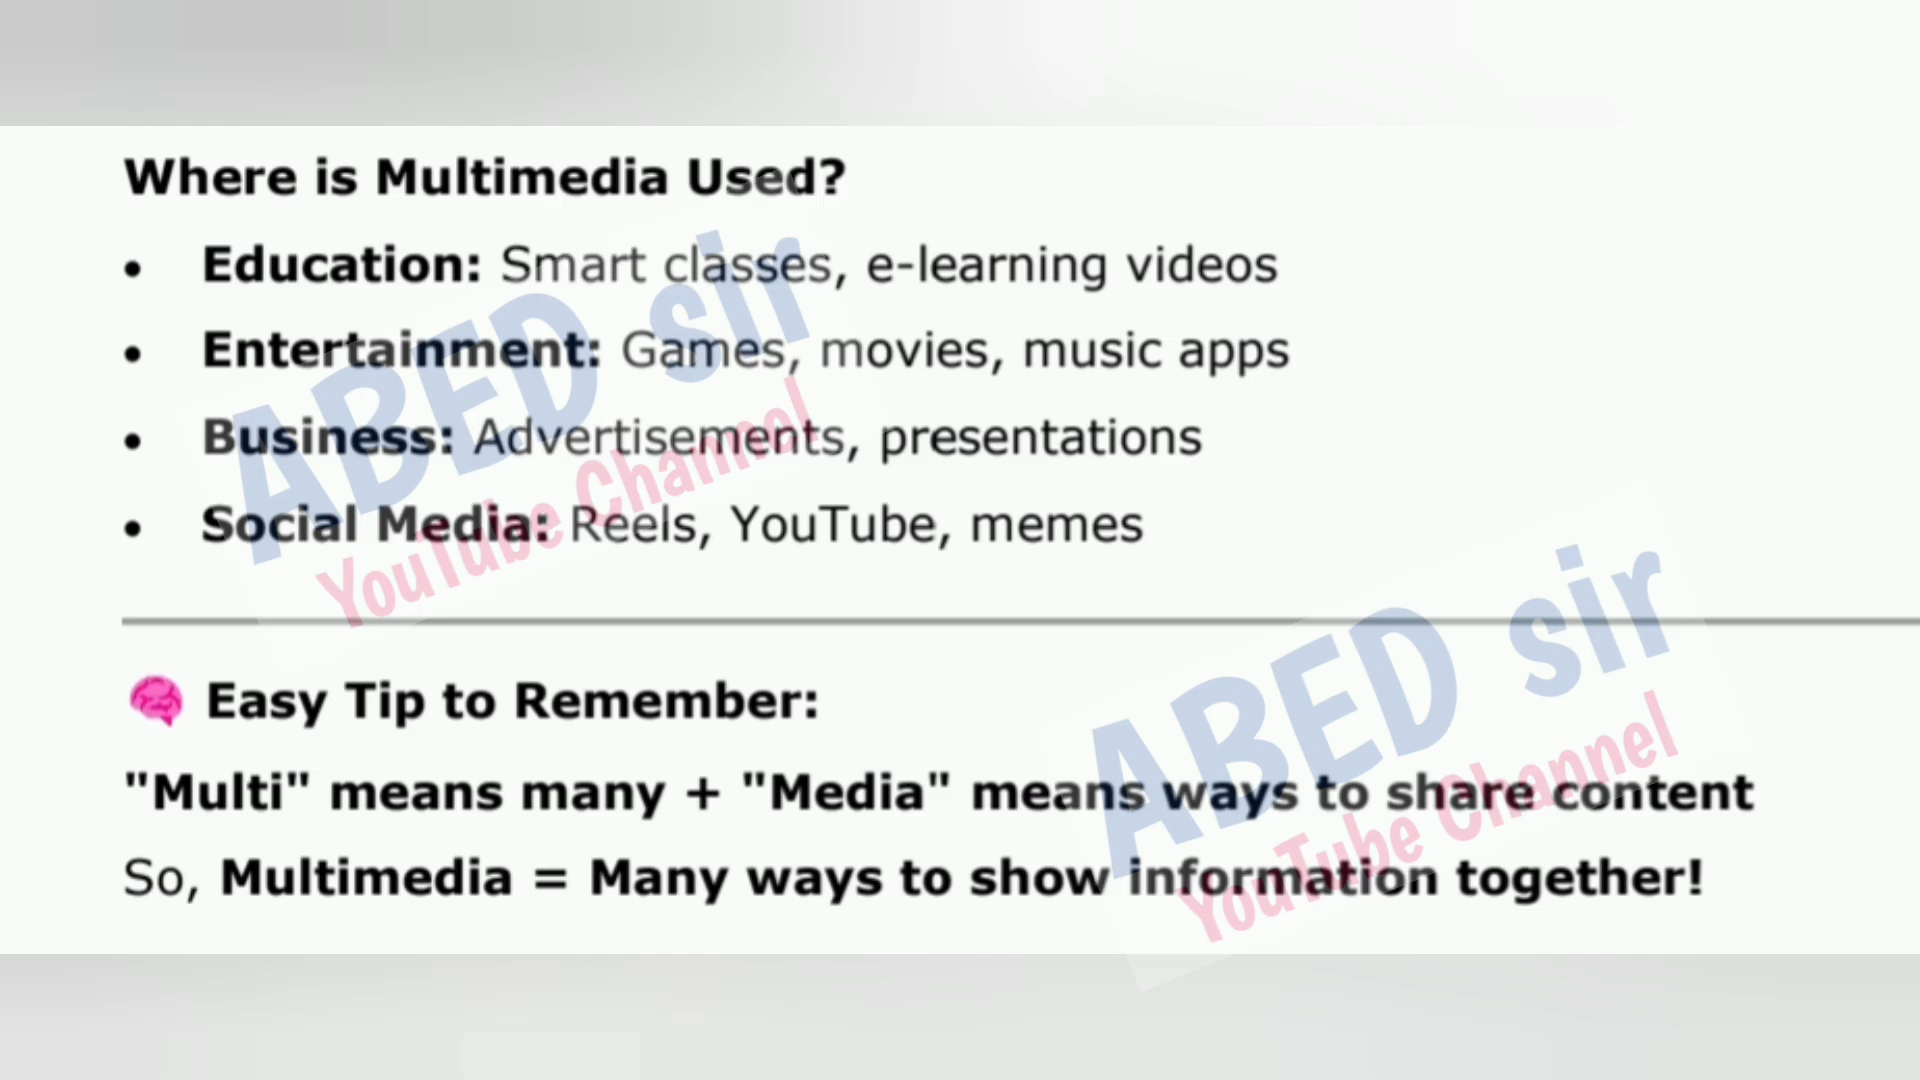 Where is Multimedia Used?
• Education: Smart classes, e-learning videos
• Entertainment: Games, movies, music apps
• Business: Advertisements, presentations
• Social Media: Reels, YouTube, memes
ABED sir
YouTube Channel
🧠 Easy Tip to Remember:
"Multi" means many + "Media" means ways to share content
So, Multimedia = Many ways to show information together!
ABED sir
YouTube Channel